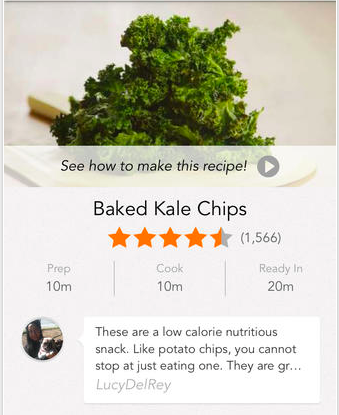 See how to make this recipe!
Baked Kale Chips
(1,566)
Prep Cook Ready In
10m 10m 20m
These are a low calorie nutritious
snack. Like potato chips, you cannot
stop at just eating one. They are gr...
LucyDelRey